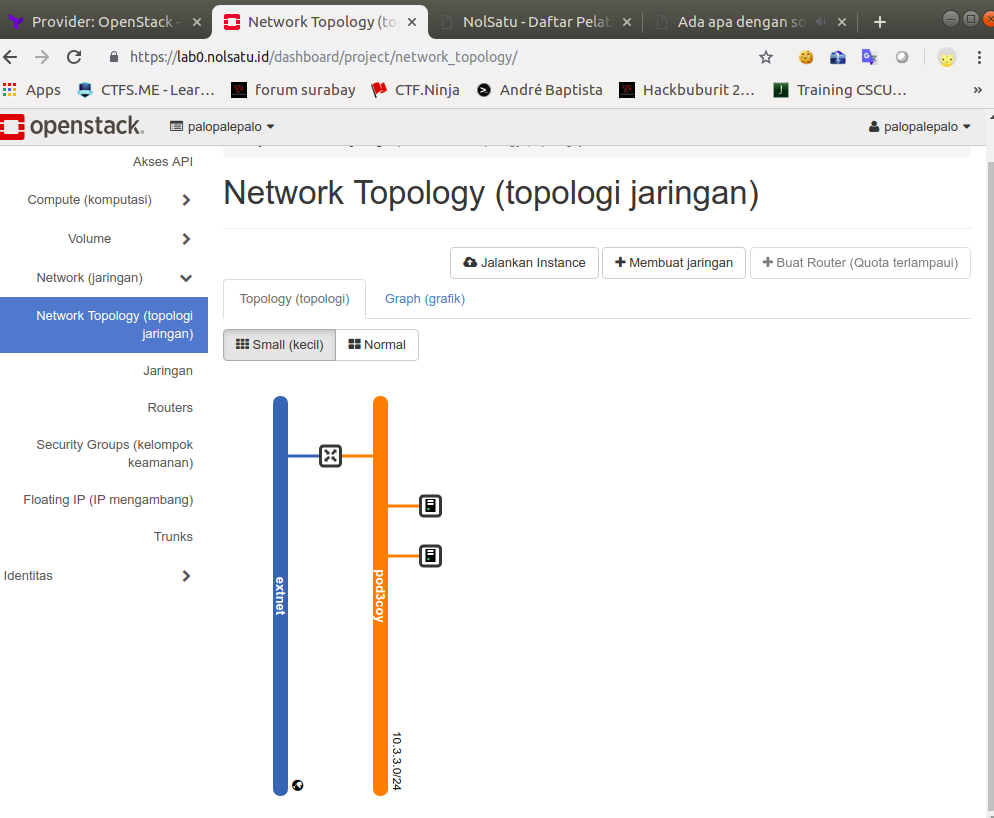 Provider: OpenStack -
Network Topology (to
NolSatu - Daftar Pelat
Ada apa dengan so
https://lab0.nolsatu.id/dashboard/project/network_topology/
Apps
CTFS.ME - Lear…
forum surabay
CTF.Ninja
André Baptista
Hackbuburit 2…
Training CSCU…
»
openstack.
palopalepalo
palopalepalo
Akses API
Compute (komputasi)
Volume
Network (jaringan)
Network Topology (topologi
jaringan)
Jaringan
Routers
Security Groups (kelompok
keamanan)
Floating IP (IP mengambang)
Trunks
Identitas
Network Topology (topologi jaringan)
Jalankan Instance
Membuat jaringan
Buat Router (Quota terlampaui)
Topology (topologi)
Graph (grafik)
Small (kecil)
Normal
extnet
pod3coy
10.3.3.0/24